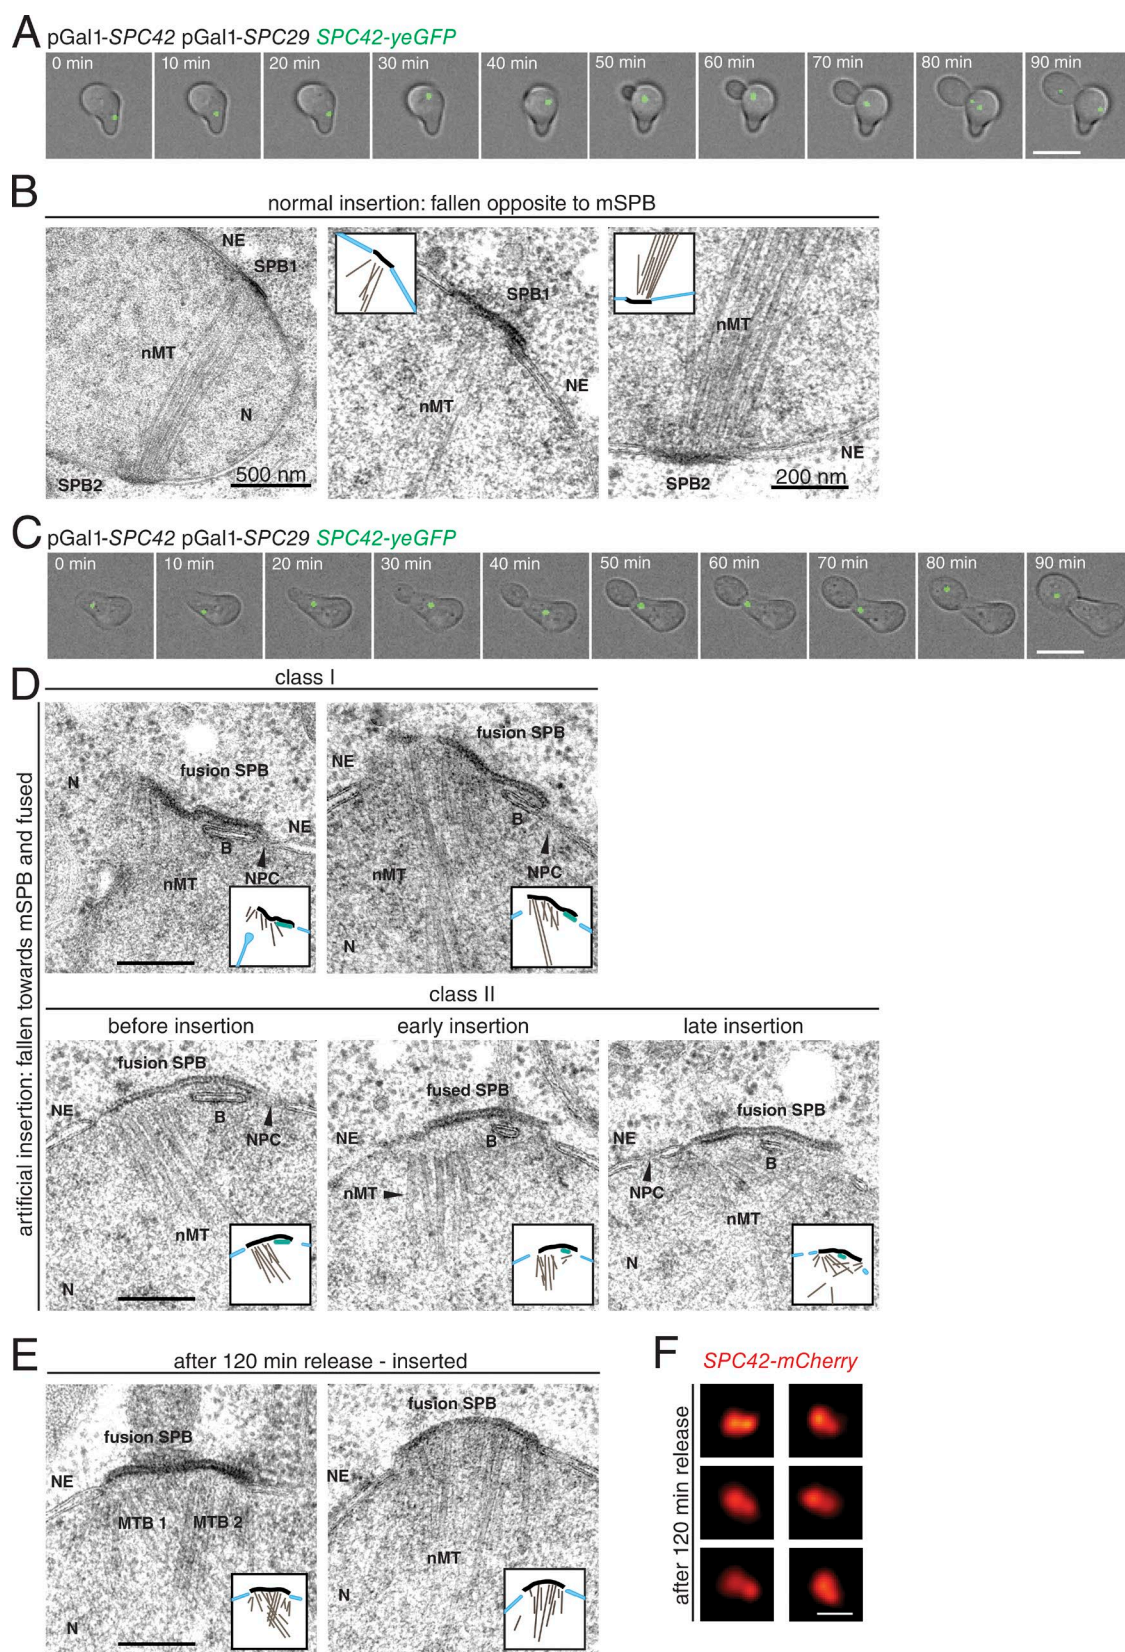 A
pGal1-SPC42 pGal1-SPC29 SPC42-yeGFP
0 min 10 min 20 min 30 min 40 min 50 min 60 min 70 min 80 min 90 min
B
normal insertion: fallen opposite to mSPB
NE
SPB1
nMT
N
SPB2
500 nm
SPB1
nMT
NE
nMT
NE
SPB2
200 nm
C
pGal1-SPC42 pGal1-SPC29 SPC42-yeGFP
0 min 10 min 20 min 30 min 40 min 50 min 60 min 70 min 80 min 90 min
D
artificial insertion: fallen towards mSPB and fused
class I
N
fusion SPB
NE
B
nMT
NPC
fusion SPB
NE
B
nMT
NPC
N
class II
before insertion
early insertion
late insertion
fusion SPB
NE
B
NPC
nMT
N
fused SPB
NE
B
nMT
fusion SPB
NE
B
NPC
nMT
N
E
after 120 min release - inserted
fusion SPB
NE
MTB 1 MTB 2
N
fusion SPB
NE
nMT
N
F
SPC42-mCherry
after 120 min release